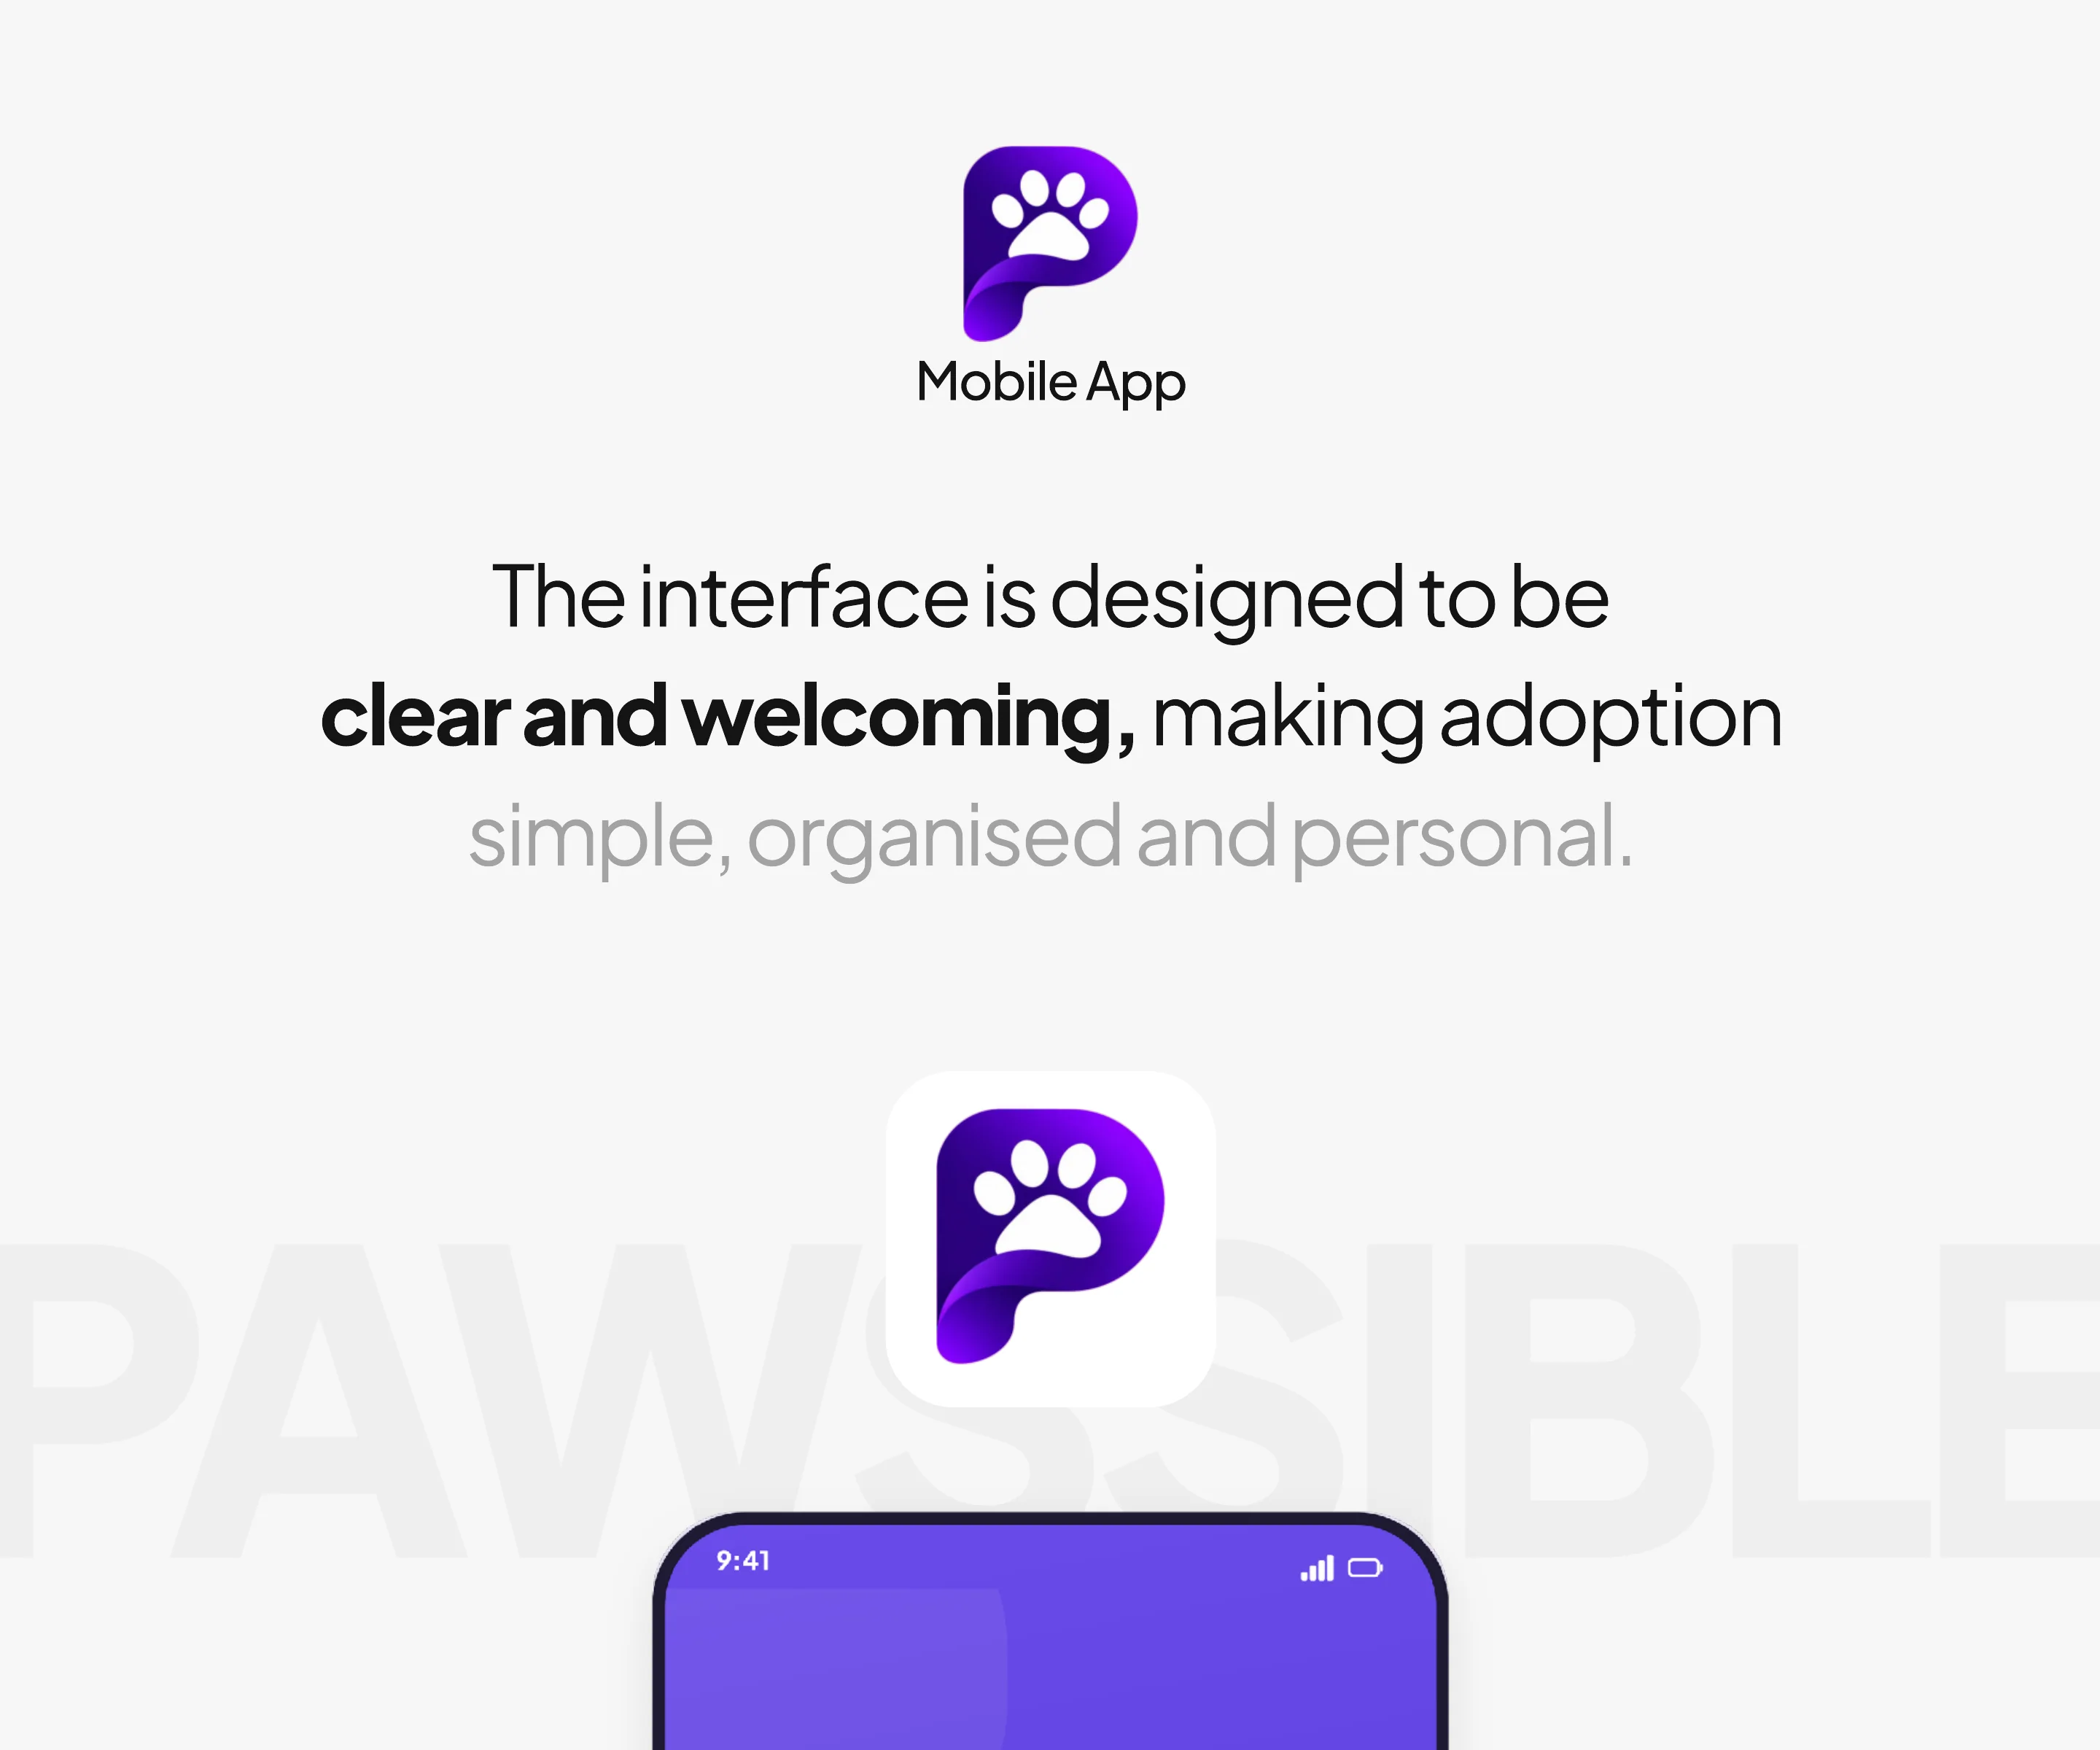 Mobile App
The interface is designed to be
clear and welcoming, making adoption
simple, organised and personal.
PAWSSIBLE
9:41